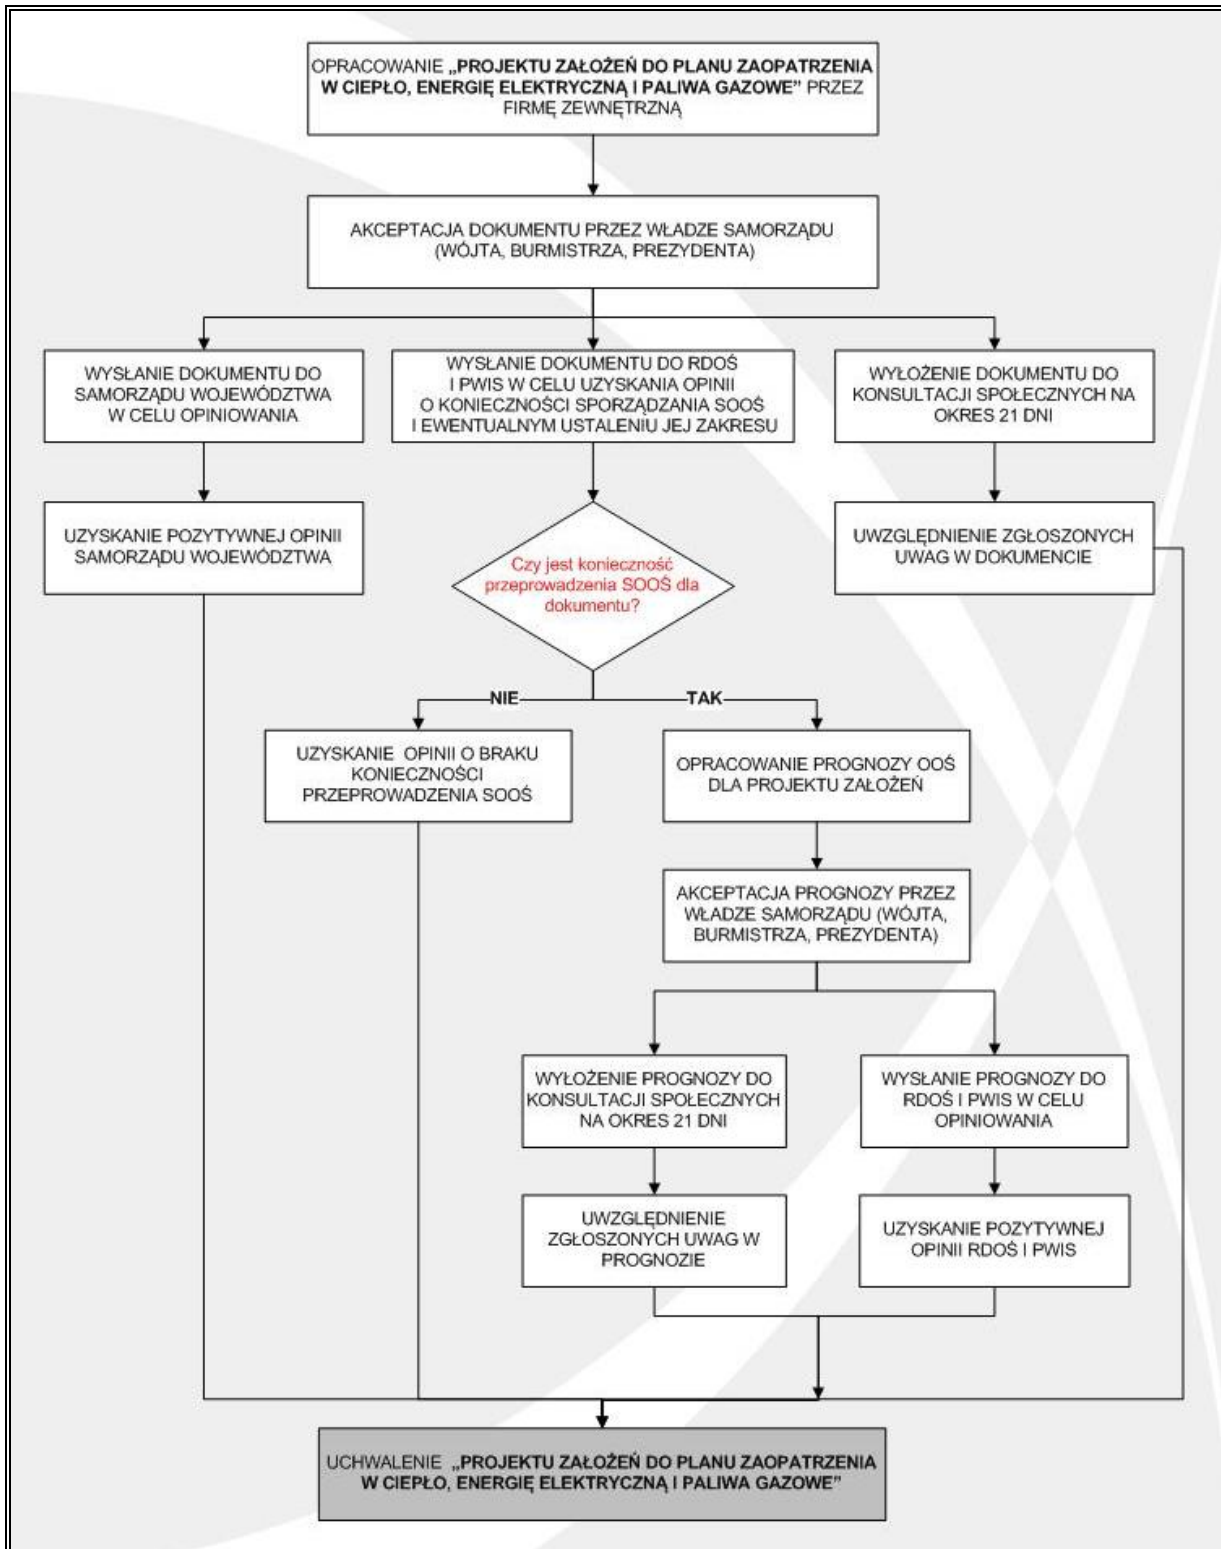 OPRACOWANIE „PROJEKTU ZAŁOŻEŃ DO PLANU ZAOPATRZENIA
W CIEPŁO, ENERGIĘ ELEKTRYCZNĄ I PALIWA GAZOWE” PRZEZ
FIRMĘ ZEWNĘTRZNĄ
AKCEPTACJA DOKUMENTU PRZEZ WŁADZE SAMORZĄDU
(WÓJTA, BURMISTRZA, PREZYDENTA)
WYSŁANIE DOKUMENTU DO
SAMORZĄDU WOJEWÓDZTWA
W CELU OPINIOWANIA
WYSŁANIE DOKUMENTU DO RDOŚ
I PWIS W CELU UZYSKANIA OPINII
O KONIECZNOŚCI SPORZĄDZANIA SOOŚ
I EWENTUALNYM USTALENIU JEJ ZAKRESU
WYŁOŻENIE DOKUMENTU DO
KONSULTACJI SPOŁECZNYCH NA
OKRES 21 DNI
UZYSKANIE POZYTYWNEJ OPINII
SAMORZĄDU WOJEWÓDZTWA
Czy jest konieczność
przeprowadzenia SOOŚ dla
dokumentu?
UWZGLĘDNIENIE ZGŁOSZONYCH
UWAG W DOKUMENCIE
NIE
TAK
UZYSKANIE OPINII O BRAKU
KONIECZNOŚCI
PRZEPROWADZENIA SOOŚ
OPRACOWANIE PROGNOZY OOŚ
DLA PROJEKTU ZAŁOŻEŃ
AKCEPTACJA PROGNOZY PRZEZ
WŁADZE SAMORZĄDU (WÓJTA,
BURMISTRZA, PREZYDENTA)
WYŁOŻENIE PROGNOZY DO
KONSULTACJI SPOŁECZNYCH
NA OKRES 21 DNI
WYSŁANIE PROGNOZY DO
RDOŚ I PWIS W CELU
OPINIOWANIA
UWZGLĘDNIENIE
ZGŁOSZONYCH UWAG W
PROGNOZIE
UZYSKANIE POZYTYWNEJ
OPINII RDOŚ I PWIS
UCHWALENIE „PROJEKTU ZAŁOŻEŃ DO PLANU ZAOPATRZENIA
W CIEPŁO, ENERGIĘ ELEKTRYCZNĄ I PALIWA GAZOWE”